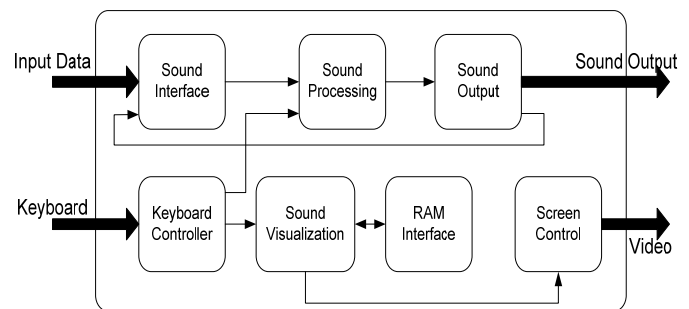 Input Data
Sound
Interface
Sound
Processing
Sound
Output
Sound Output
Keyboard
Keyboard
Controller
Sound
Visualization
RAM
Interface
Screen
Control
Video